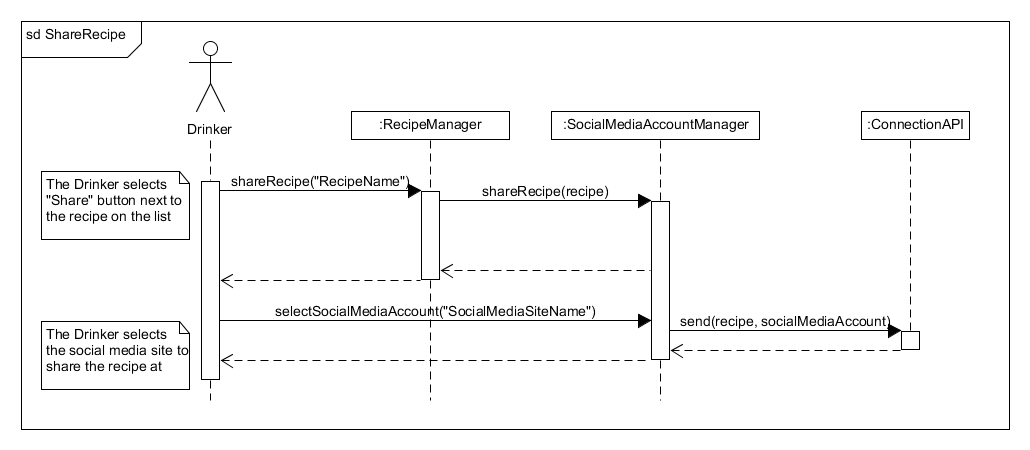 sd ShareRecipe
Drinker
:RecipeManager
:SocialMediaAccountManager
:ConnectionAPI
The Drinker selects
"Share" button next to
the recipe on the list
shareRecipe("RecipeName")
shareRecipe(recipe)
selectSocialMediaAccount("SocialMediaSiteName")
send(recipe, socialMediaAccount)
The Drinker selects
the social media site to
share the recipe at